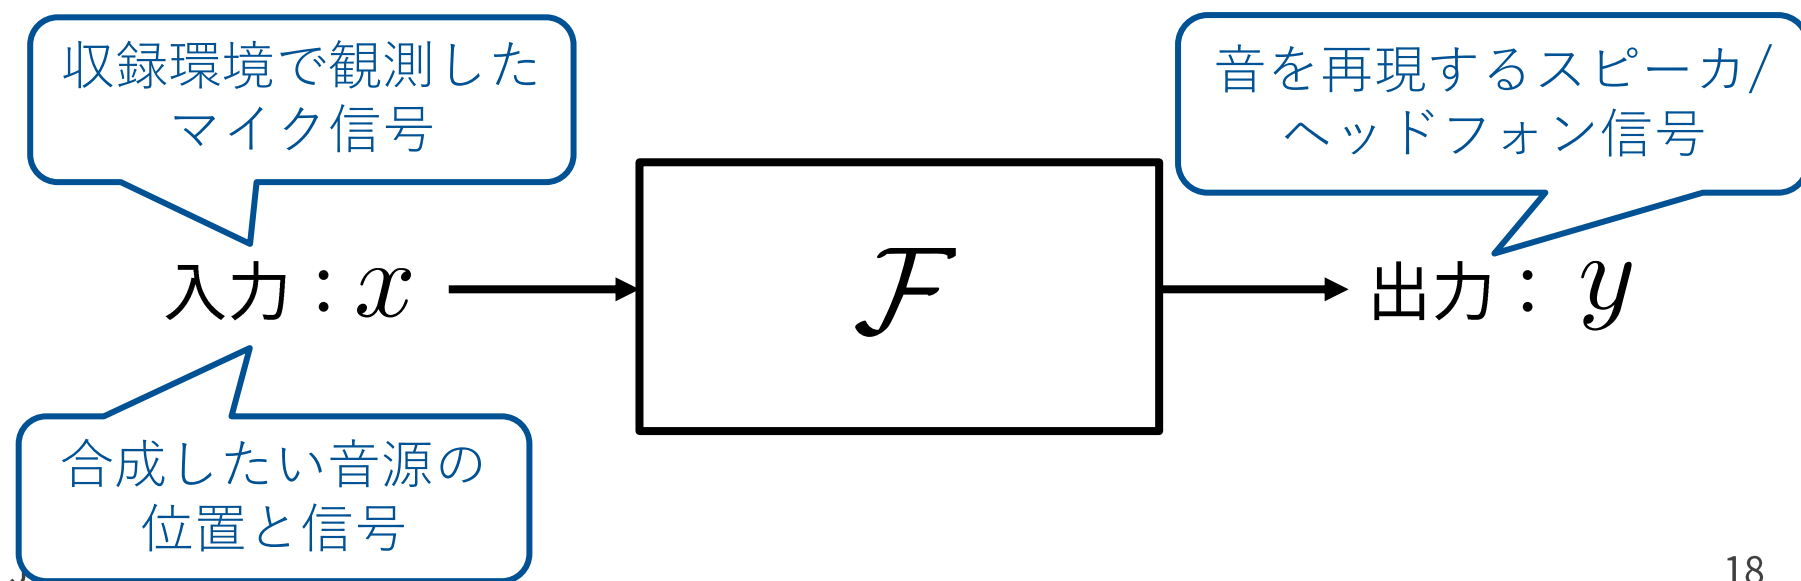 収録環境で観測した
マイク信号
音を再現するスピーカ/
ヘッドフォン信号
入力：x
F
出力： y
合成したい音源の
位置と信号
18